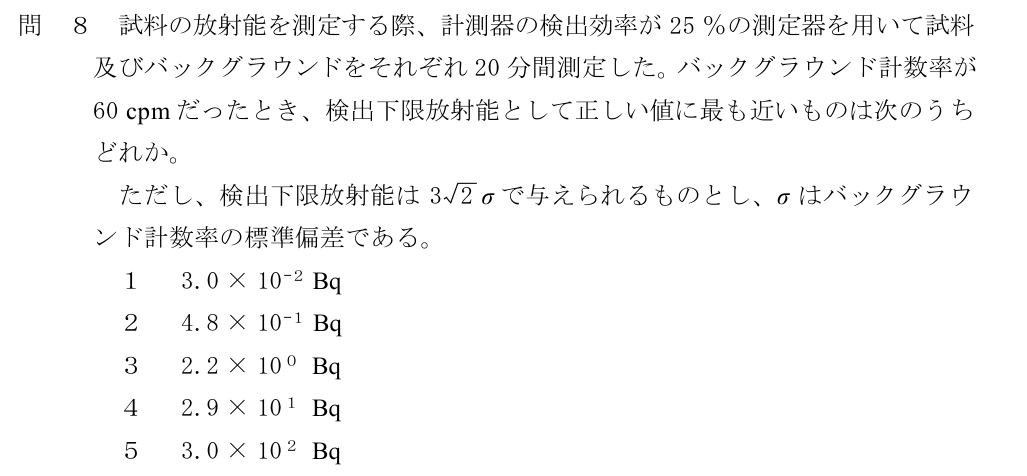 問 8 試料の放射能を測定する際、計測器の検出効率が 25 %の測定器を用いて試料
及びバックグラウンドをそれぞれ 20 分間測定した。バックグラウンド計数率が
60 cpm だったとき、検出下限放射能として正しい値に最も近いものは次のうち
どれか。
ただし、検出下限放射能は 3√2 σ で与えられるものとし、σ はバックグラウ
ンド計数率の標準偏差である。
1 3.0 × 10⁻² Bq
2 4.8 × 10⁻¹ Bq
3 2.2 × 10⁰ Bq
4 2.9 × 10¹ Bq
5 3.0 × 10² Bq